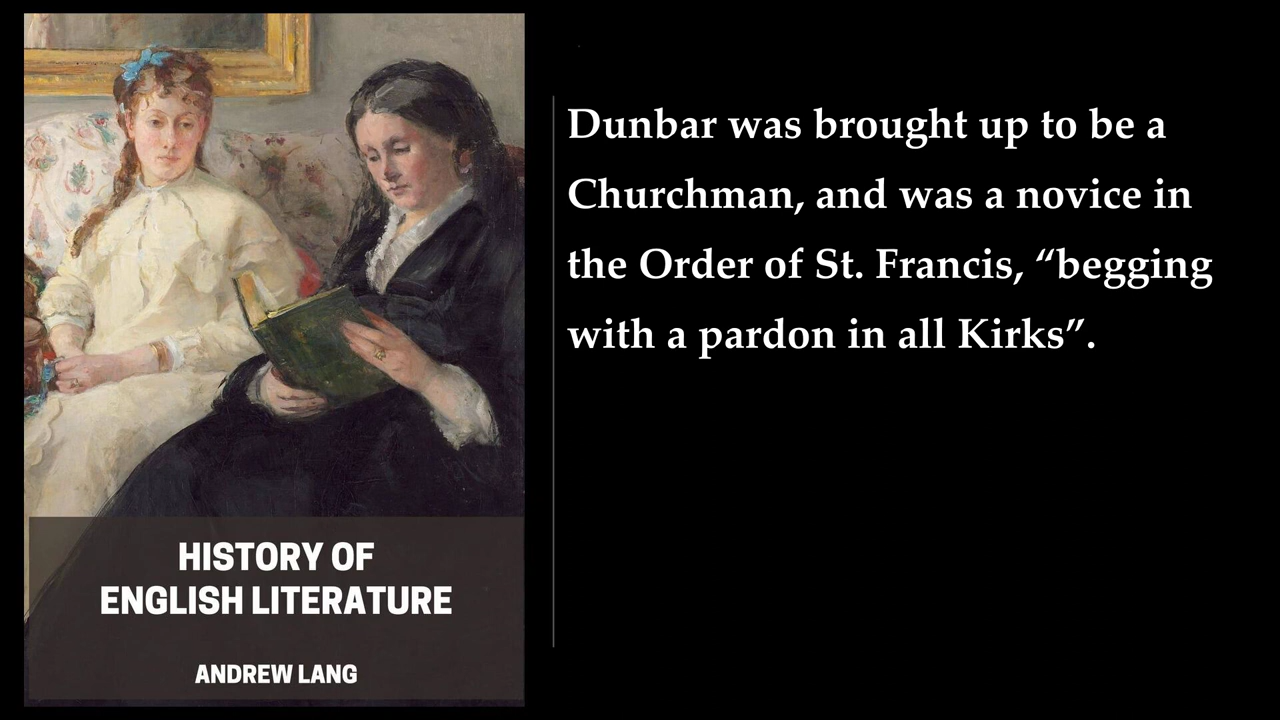 Dunbar was brought up to be a
Churchman, and was a novice in
the Order of St. Francis, “begging
with a pardon in all Kirks”.
HISTORY OF
ENGLISH LITERATURE
ANDREW LANG